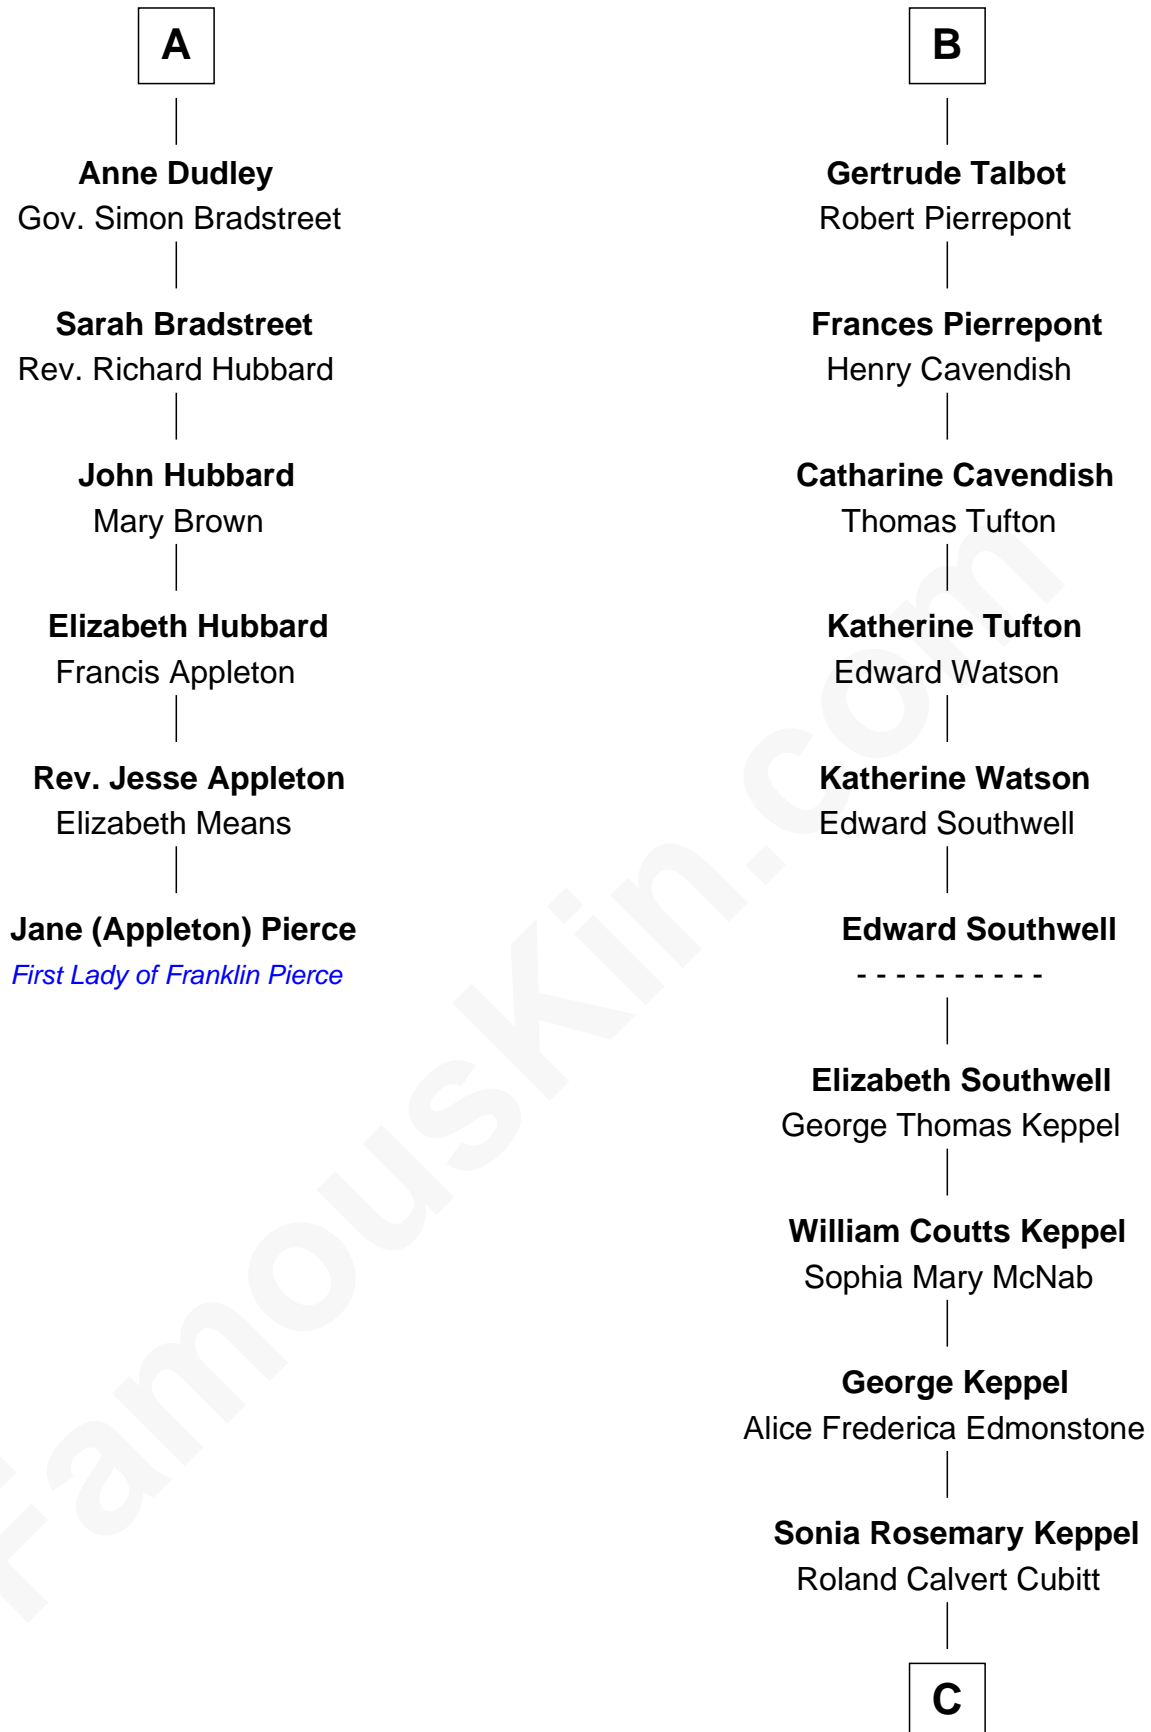 A
Anne Dudley
Gov. Simon Bradstreet
Sarah Bradstreet
Rev. Richard Hubbard
John Hubbard
Mary Brown
Elizabeth Hubbard
Francis Appleton
Rev. Jesse Appleton
Elizabeth Means
Jane (Appleton) Pierce
First Lady of Franklin Pierce
B
Gertrude Talbot
Robert Pierrepont
Frances Pierrepont
Henry Cavendish
Catharine Cavendish
Thomas Tufton
Katherine Tufton
Edward Watson
Katherine Watson
Edward Southwell
Edward Southwell
- - - - - - - - - -
Elizabeth Southwell
George Thomas Keppel
William Coutts Keppel
Sophia Mary McNab
George Keppel
Alice Frederica Edmonstone
Sonia Rosemary Keppel
Roland Calvert Cubitt
C
FamousKin.com